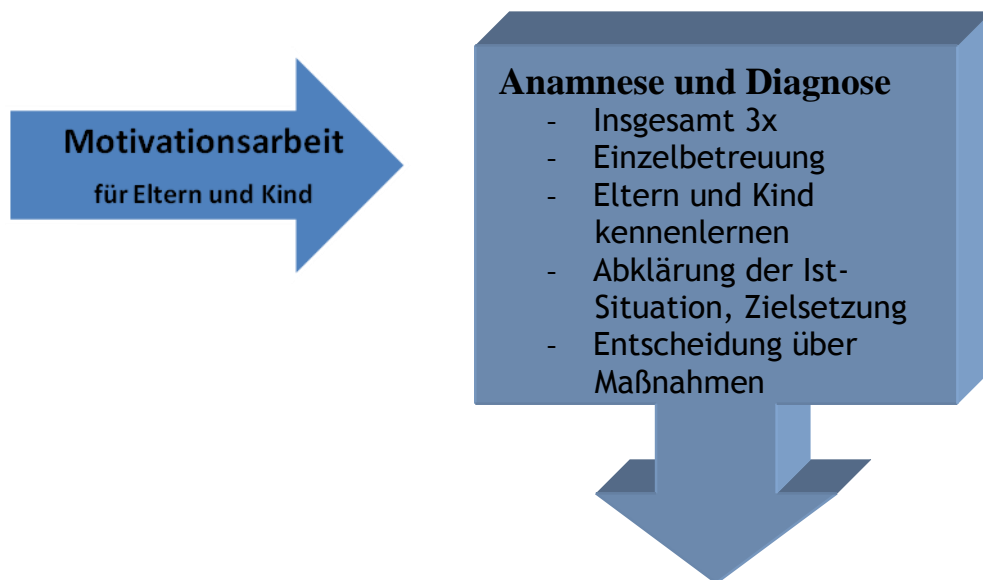 Motivationsarbeit
für Eltern und Kind
Anamnese und Diagnose
- Insgesamt 3x
- Einzelbetreuung
- Eltern und Kind
kennenlernen
- Abklärung der Ist-
Situation, Zielsetzung
- Entscheidung über
Maßnahmen